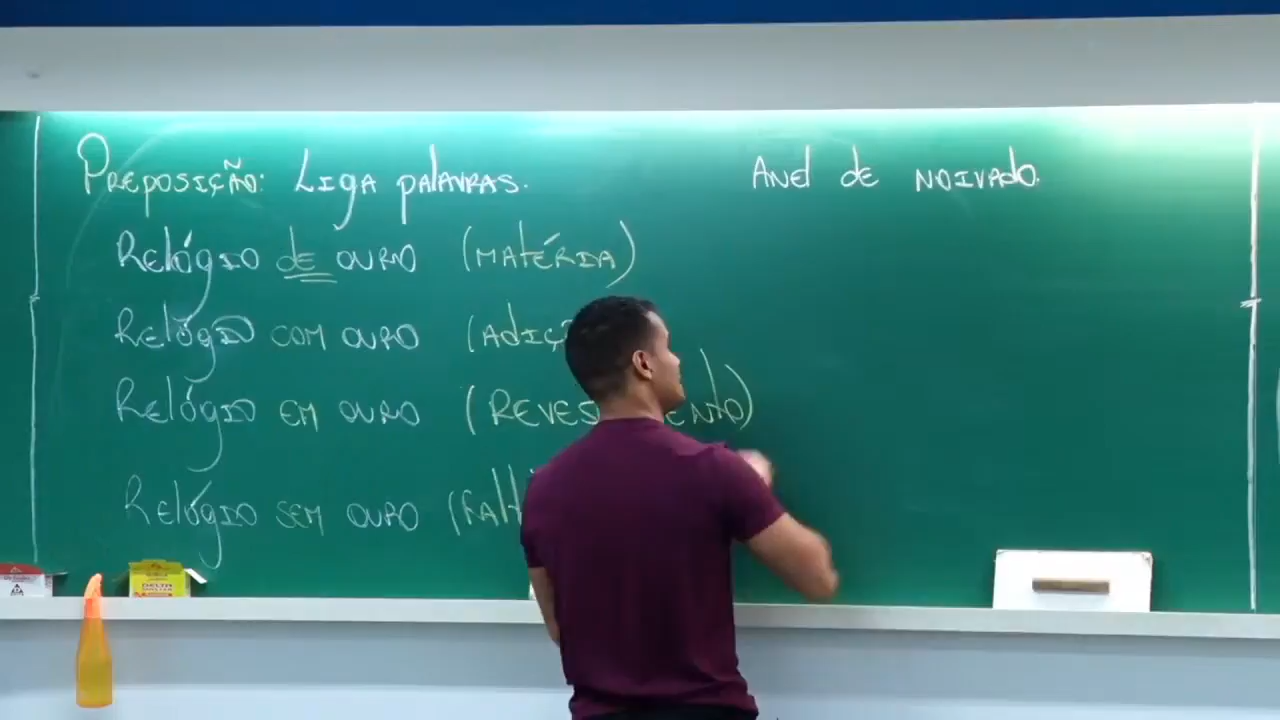 Preposição: Liga palavras.
Relógio de ouro (matéria)
Relógio com ouro
Relógio em ouro
Relógio sem ouro
Anel de noivado.
DELTA